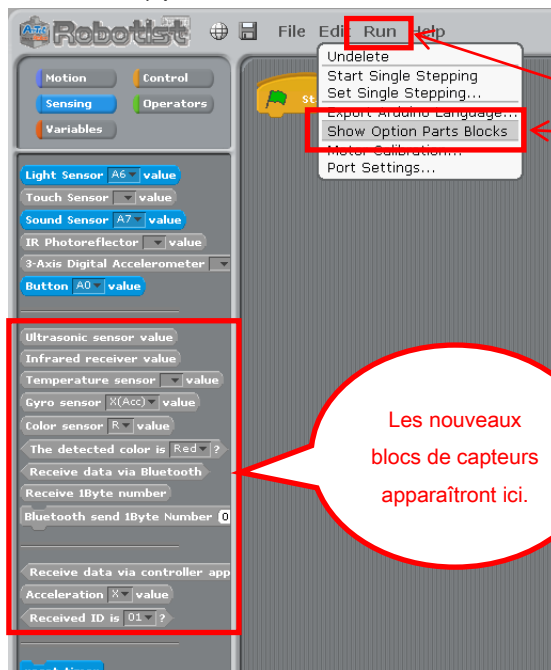 ATC Robotist File Edit Run Help
Motion Control
Sensing Operators
Variables
Undelete
Start Single Stepping
Set Single Stepping...
Export Arduino Language...
Show Option Parts Blocks
Motor Calibration...
Port Settings...
St
Light Sensor A6 value
Touch Sensor value
Sound Sensor A7 value
IR Photoreflector value
3-Axis Digital Accelerometer
Button A0 value
Ultrasonic sensor value
Infrared receiver value
Temperature sensor value
Gyro sensor X(Acc) value
Color sensor R value
The detected color is Red ?
Receive data via Bluetooth
Receive 1Byte number
Bluetooth send 1Byte Number 0
Receive data via controller app
Acceleration X value
Received ID is 01 ?
reset timer
Les nouveaux
blocs de capteurs
apparaîtront ici.